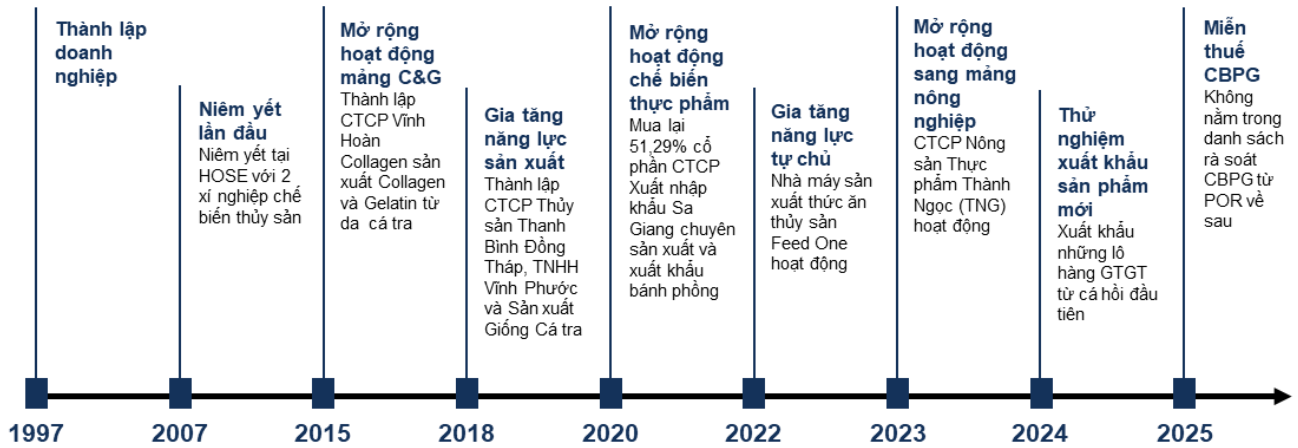 Thành lập
doanh
nghiệp
Niêm yết
lần đầu
Niêm yết tại
HOSE với 2
xí nghiệp chế
biến thủy sản
Mở rộng
hoạt động
mảng C&G
Thành lập
CTCP Vĩnh
Hoàn
Collagen sản
xuất Collagen
và Gelatin từ
da cá tra
Gia tăng
năng lực
sản xuất
Thành lập
CTCP Thủy
sản Thanh
Bình Đồng
Tháp, TNHH
Vĩnh Phước
và Sản xuất
Giống Cá tra
Mở rộng
hoạt động
chế biến
thực phẩm
Mua lại
51,29% cổ
phần CTCP
Xuất nhập
khẩu Sa
Giang chuyên
sản xuất và
xuất khẩu
bánh phồng
Gia tăng
năng lực
tự chủ
Nhà máy sản
xuất thức ăn
thủy sản
Feed One
hoạt động
Mở rộng
hoạt động
sang mảng
nông
nghiệp
CTCP Nông
sản Thực
phẩm Thành
Ngọc (TNG)
hoạt động
Thử
nghiệm
xuất khẩu
sản phẩm
mới
Xuất khẩu
những lô
hàng GTGT
từ cá hồi đầu
tiên
Miễn
thuế
CBPG
Không
nằm trong
danh sách
rà soát
CBPG từ
POR về
sau
1997
2007
2015
2018
2020
2022
2023
2024
2025